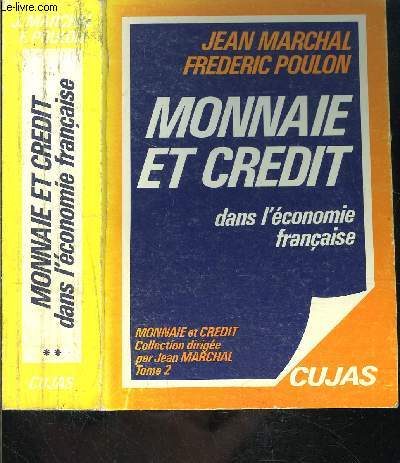 Le-livre.com
J. MARCHAL
F. POULON
MONNAIE ET CREDIT
dans l'économie française
**
CUJAS
JEAN MARCHAL
FREDERIC POULON
MONNAIE
ET CREDIT
dans l'économie
française
MONNAIE et CREDIT
Collection dirigée
par Jean MARCHAL
Tome 2
CUJAS